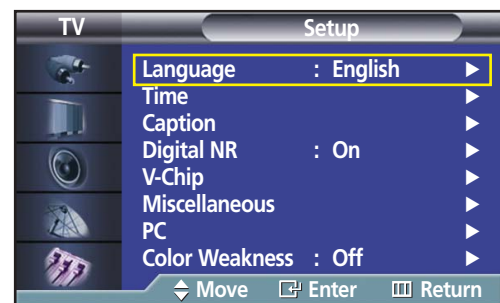 TV Setup
Language : English
Time
Caption
Digital NR : On
V-Chip
Miscellaneous
PC
Color Weakness : Off
Move Enter Return